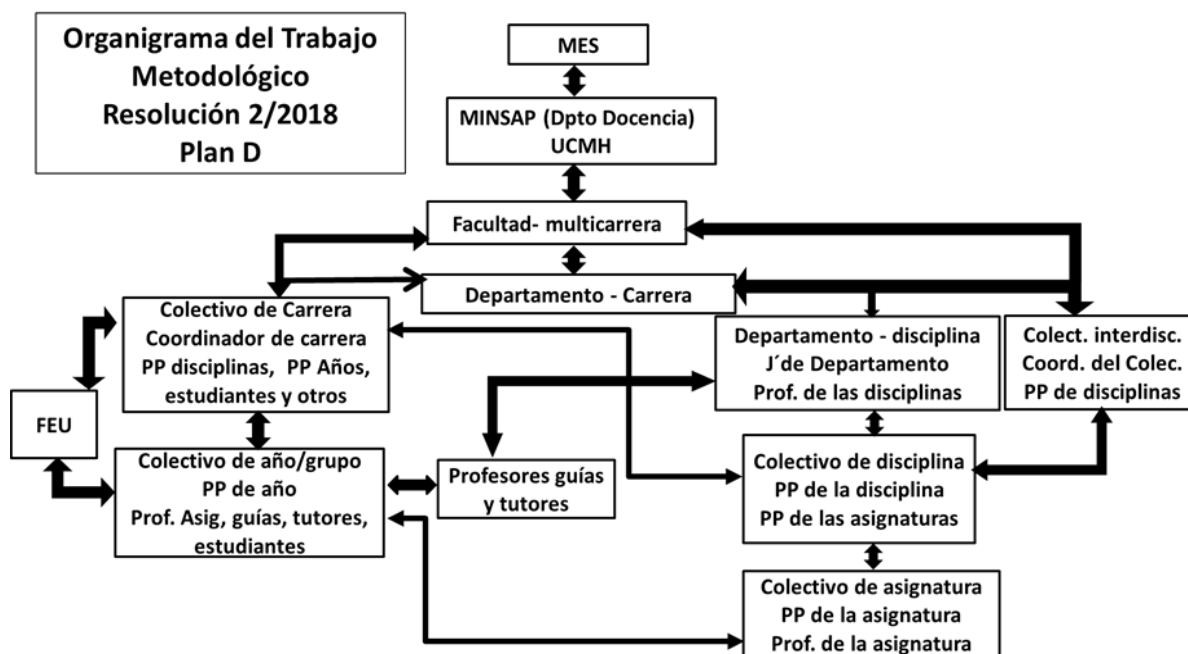 Organigrama del Trabajo
Metodológico
Resolución 2/2018
Plan D
MES
MINSAP (Dpto Docencia)
UCMH
Facultad- multicarrera
Departamento - Carrera
Colectivo de Carrera
Coordinador de carrera
PP disciplinas, PP Años,
estudiantes y otros
Departamento - disciplina
J´de Departamento
Prof. de las disciplinas
Colect. interdisc.
Coord. del Colec.
PP de disciplinas
FEU
Colectivo de año/grupo
PP de año
Prof. Asig, guías, tutores,
estudiantes
Profesores guías
y tutores
Colectivo de disciplina
PP de la disciplina
PP de las asignaturas
Colectivo de asignatura
PP de la asignatura
Prof. de la asignatura